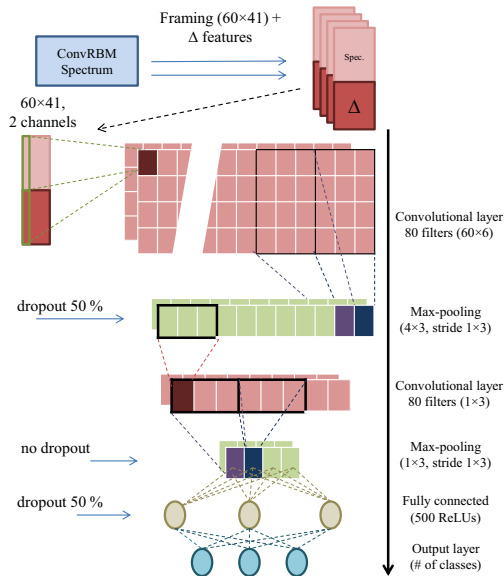 Framing (60×41) +
Δ features
ConvRBM
Spectrum
Spec.
Δ
60×41,
2 channels
Convolutional layer
80 filters (60×6)
dropout 50 %
Max-pooling
(4×3, stride 1×3)
Convolutional layer
80 filters (1×3)
no dropout
Max-pooling
(1×3, stride 1×3)
dropout 50 %
Fully connected
(500 ReLUs)
Output layer
(# of classes)